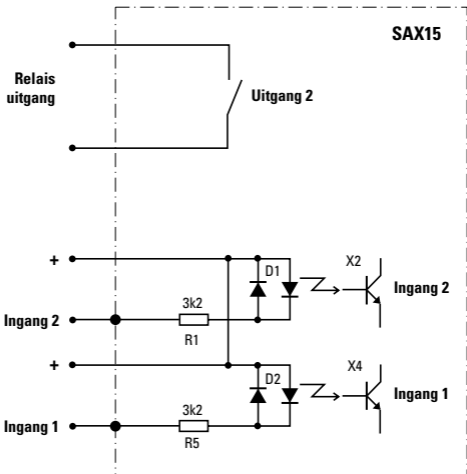 SAX15
Relais
uitgang
Uitgang 2
+
D1
X2
Ingang 2
3k2
Ingang 2
R1
+
D2
X4
Ingang 1
3k2
Ingang 1
R5